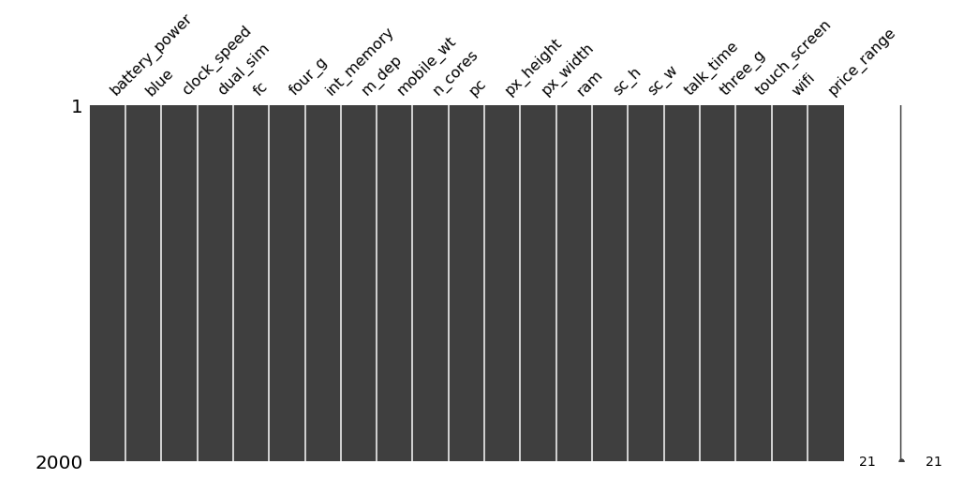 battery_power
blue
clock_speed
dual_sim
fc
four_g
int_memory
m_dep
mobile_wt
n_cores
pc
px_height
px_width
ram
sc_h
sc_w
talk_time
three_g
touch_screen
wifi
price_range
1
2000
21
21